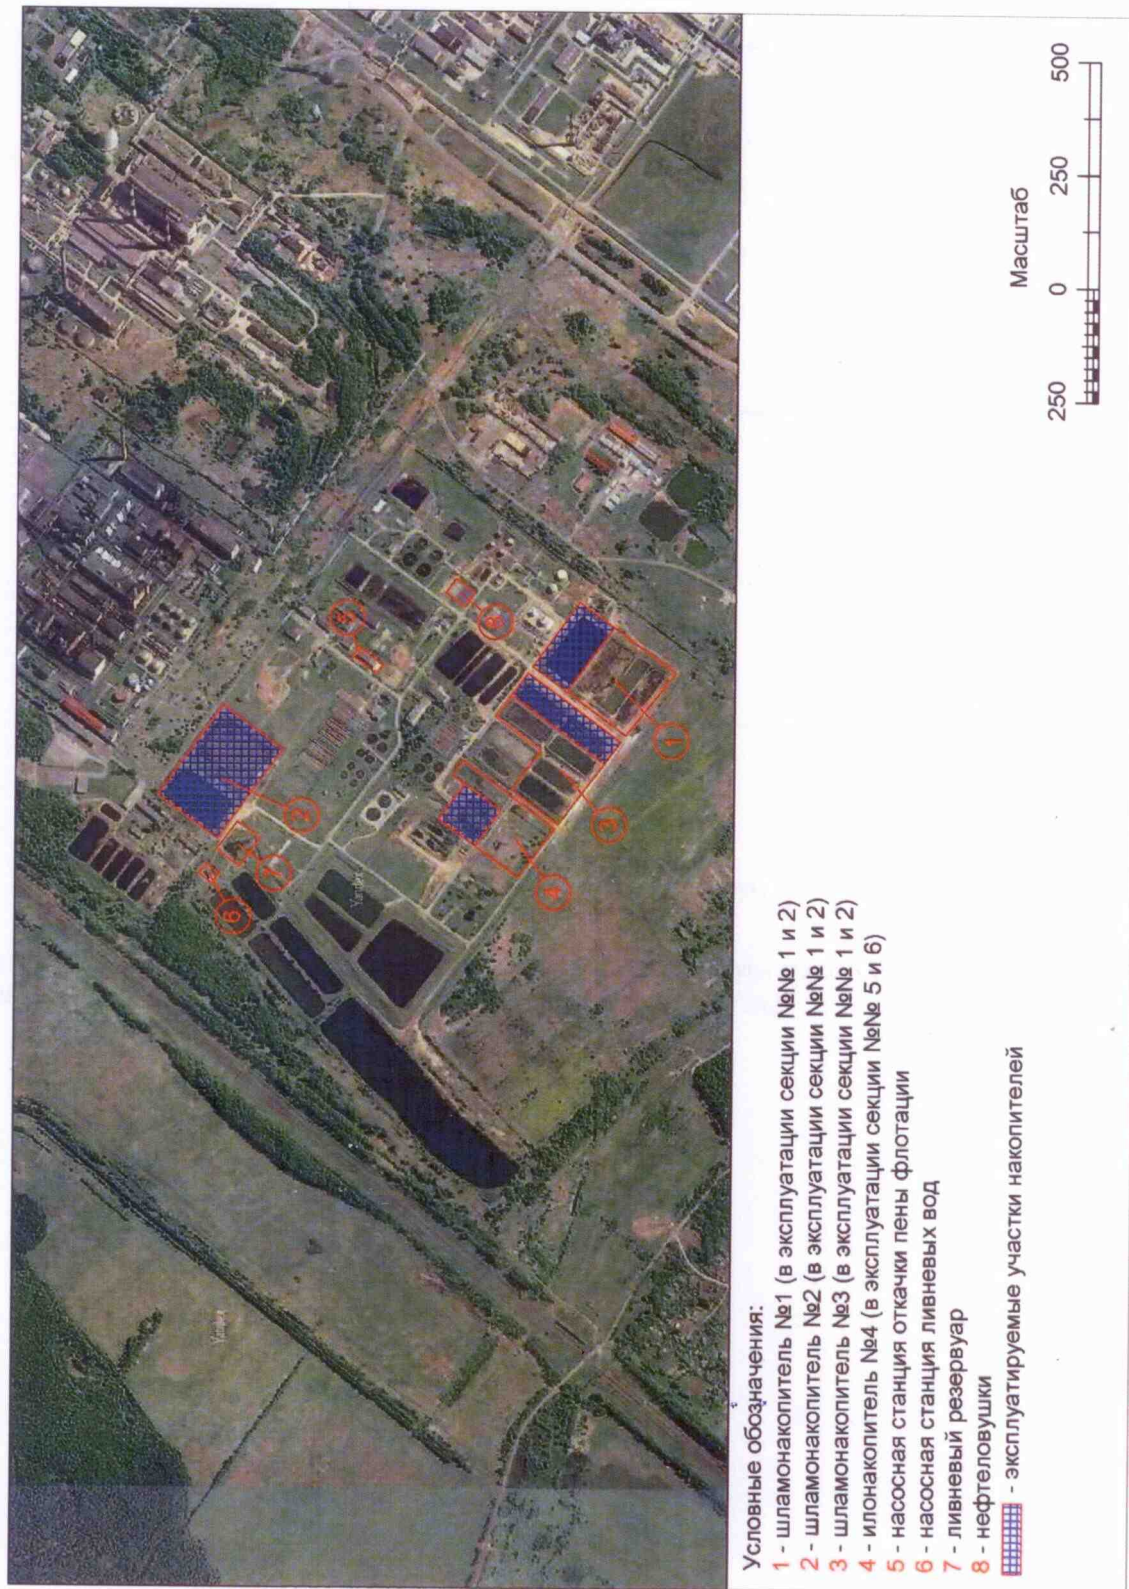 5
8
2
1
7
3
6
4
Yandex
Yandex
Масштаб
250 0 250 500
Условные обозначения:
1 - шламонакопитель №1 (в эксплуатации секции №№ 1 и 2)
2 - шламонакопитель №2 (в эксплуатации секции №№ 1 и 2)
3 - шламонакопитель №3 (в эксплуатации секции №№ 1 и 2)
4 - илонакопитель №4 (в эксплуатации секции №№ 5 и 6)
5 - насосная станция откачки пены флотации
6 - насосная станция ливневых вод
7 - ливневый резервуар
8 - нефтеловушки
- эксплуатируемые участки накопителей